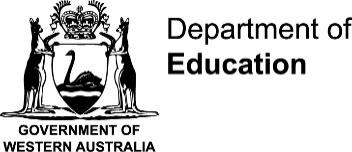 Department of
Education
GOVERNMENT OF
WESTERN AUSTRALIA